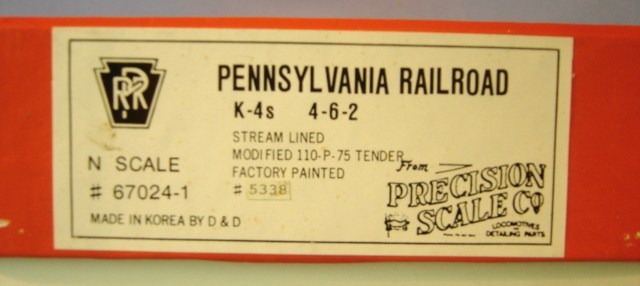 PRR
PENNSYLVANIA RAILROAD
K-4s 4-6-2
STREAM LINED
MODIFIED 110-P-75 TENDER
FACTORY PAINTED
# 5338
N SCALE
# 67024-1
MADE IN KOREA BY D & D
From
PRECISION
SCALE CO
LOCOMOTIVES
DETAILING PARTS